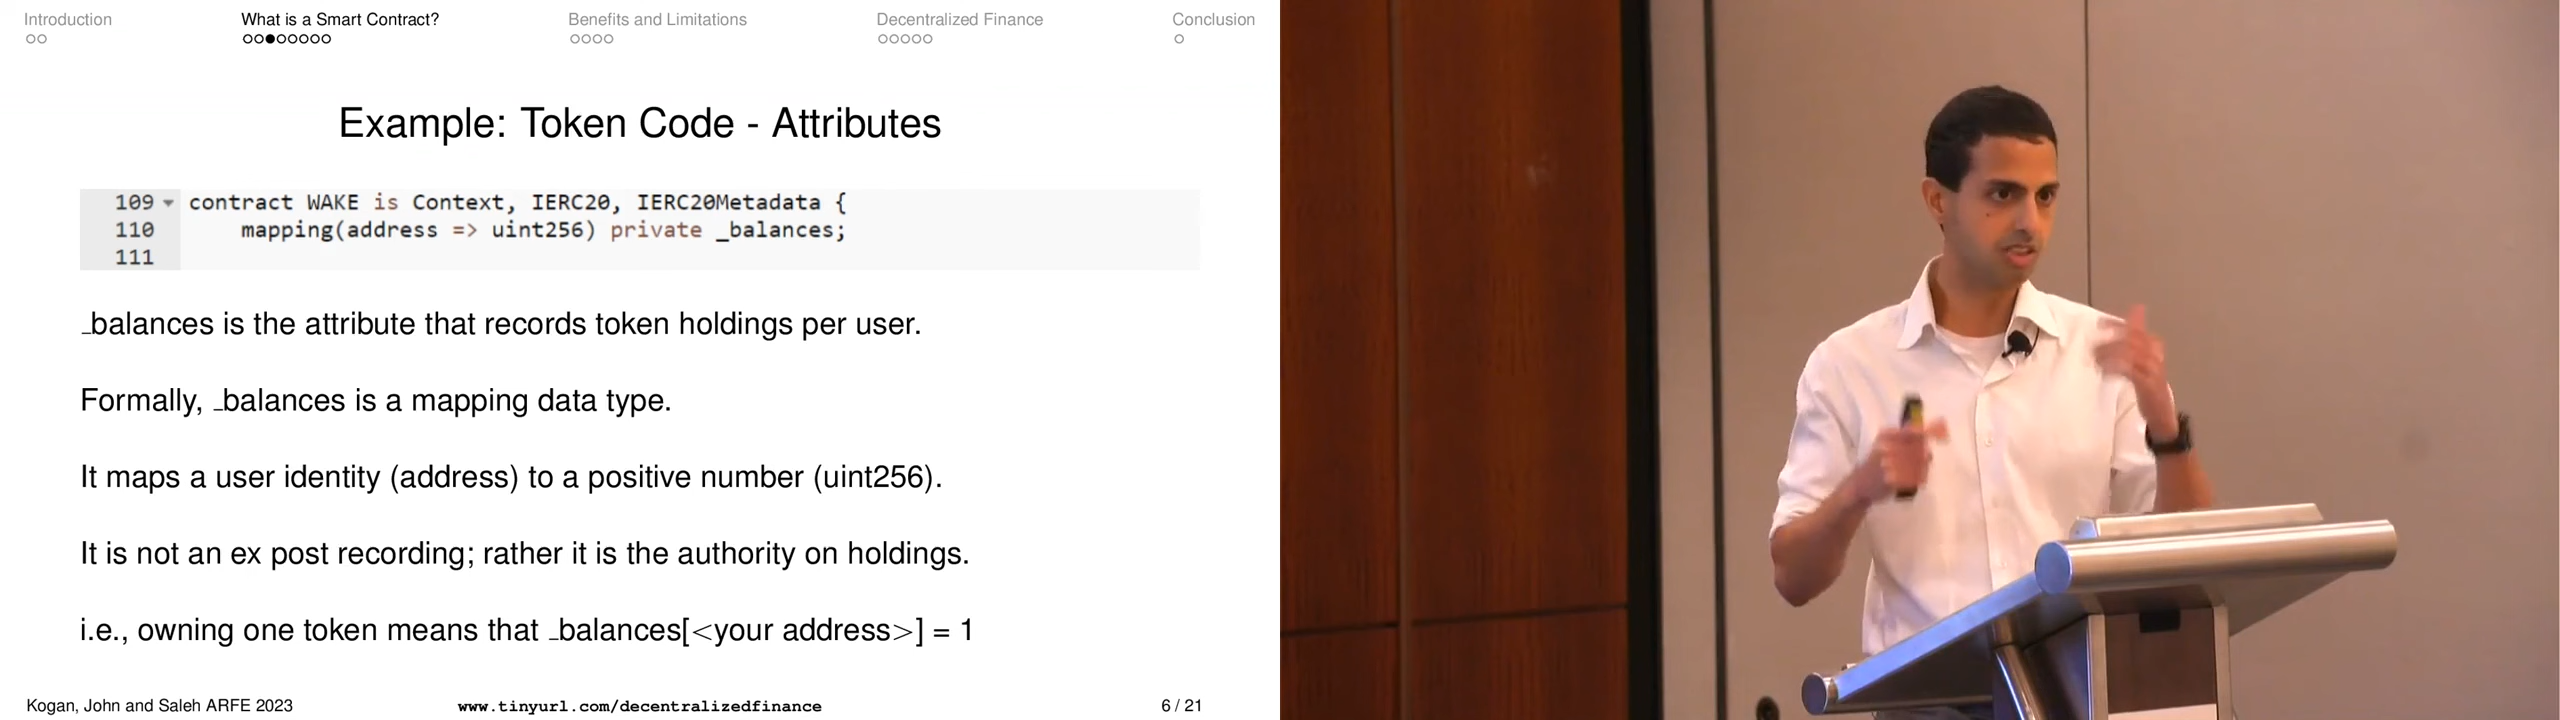 Introduction
What is a Smart Contract?
Benefits and Limitations
Decentralized Finance
Conclusion
Example: Token Code - Attributes
109 contract WAKE is Context, IERC20, IERC20Metadata {
110 mapping(address => uint256) private _balances;
111
_balances is the attribute that records token holdings per user.
Formally, _balances is a mapping data type.
It maps a user identity (address) to a positive number (uint256).
It is not an ex post recording; rather it is the authority on holdings.
i.e., owning one token means that _balances[<your address>] = 1
Kogan, John and Saleh ARFE 2023
www.tinyurl.com/decentralizedfinance
6 / 21